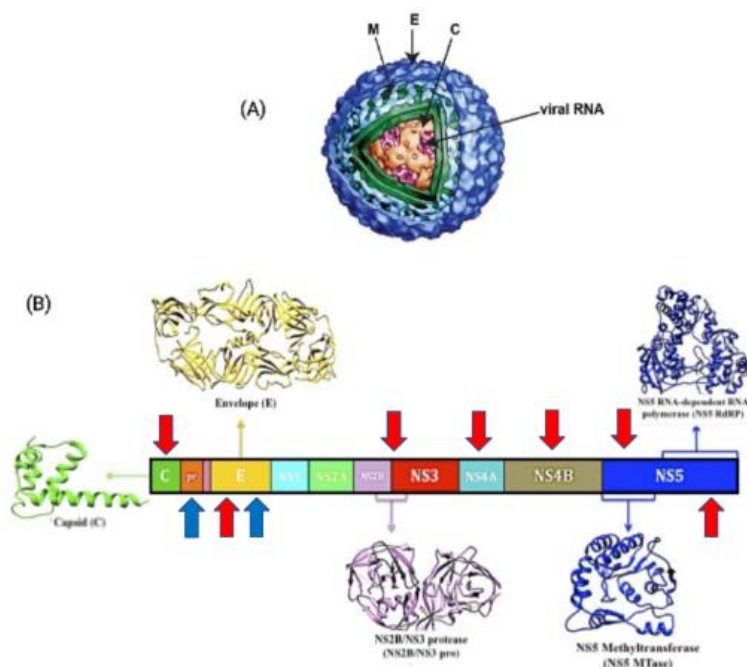 M E C
(A)
viral RNA
(B)
Envelope (E)
NS5 RNA-dependent RNA
polymerase (NS5 RdRP)
Capsid (C)
C pr E NS1 NS2A NS2B NS3 NS4A NS4B NS5
NS2B/NS3 protease
(NS2B/NS3 pro)
NS5 Methyltransferase
(NS5 MTase)